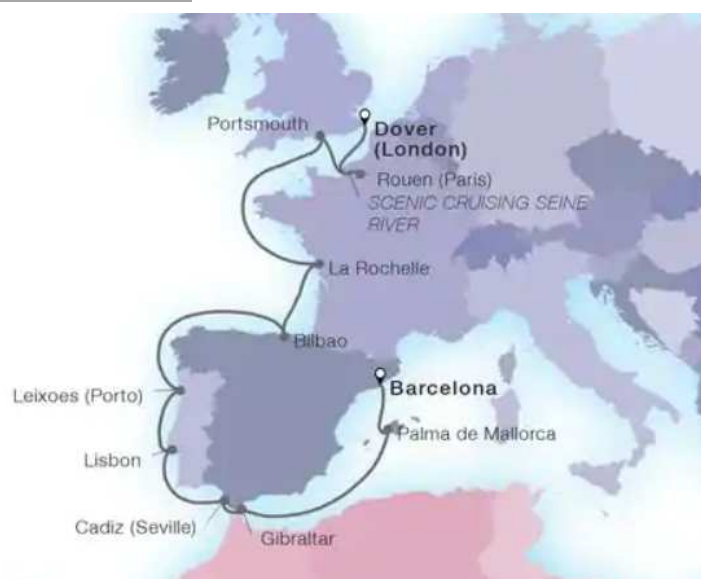 Portsmouth
Dover
(London)
Rouen (Paris)
SCENIC CRUISING SEINE
RIVER
La Rochelle
Bilbao
Leixoes (Porto)
Barcelona
Palma de Mallorca
Lisbon
Cadiz (Seville)
Gibraltar